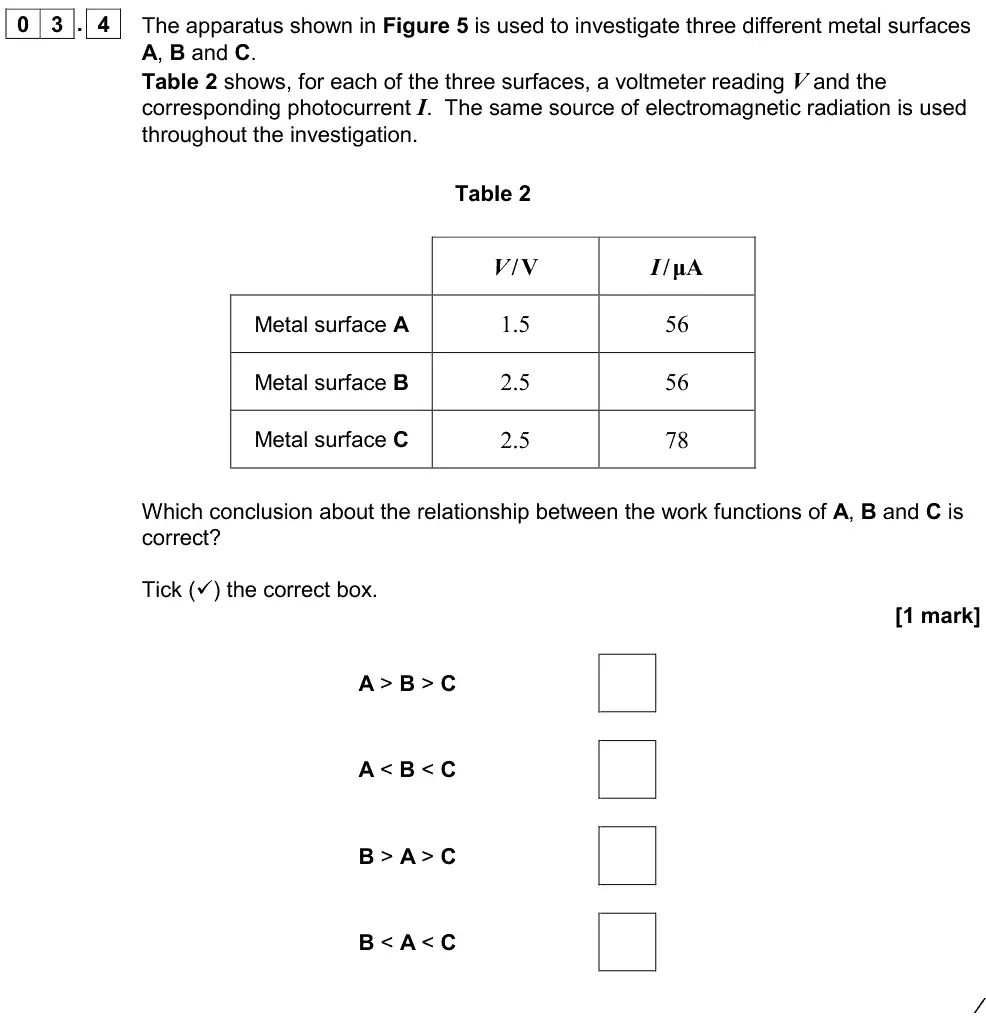 0 3 . 4 The apparatus shown in Figure 5 is used to investigate three different metal surfaces
A, B and C.
Table 2 shows, for each of the three surfaces, a voltmeter reading V and the
corresponding photocurrent I. The same source of electromagnetic radiation is used
throughout the investigation.
Table 2
V/V I/μA
Metal surface A 1.5 56
Metal surface B 2.5 56
Metal surface C 2.5 78
Which conclusion about the relationship between the work functions of A, B and C is
correct?
Tick (✓) the correct box.
[1 mark]
A > B > C
A < B < C
B > A > C
B < A < C